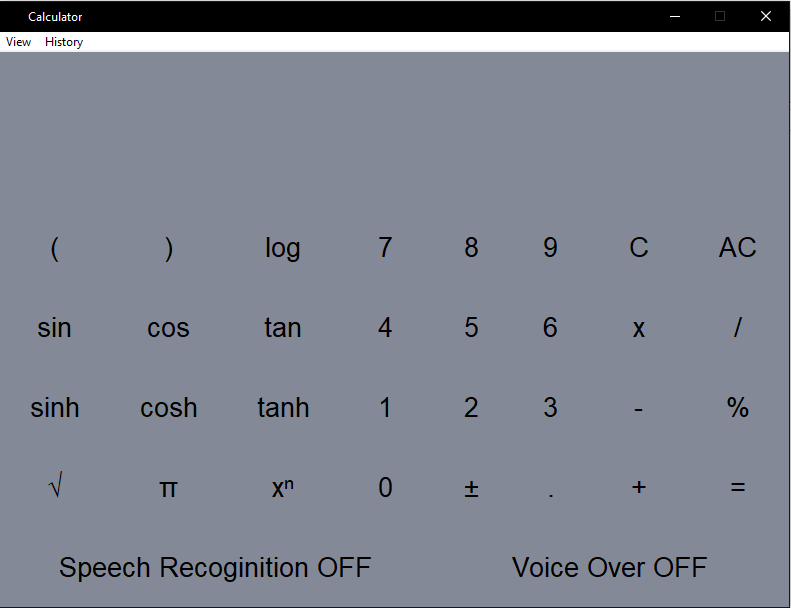 Calculator
View History
( ) log 7 8 9 C AC
sin cos tan 4 5 6 x /
sinh cosh tanh 1 2 3 - %
√ π xⁿ 0 ± . + =
Speech Recoginition OFF Voice Over OFF